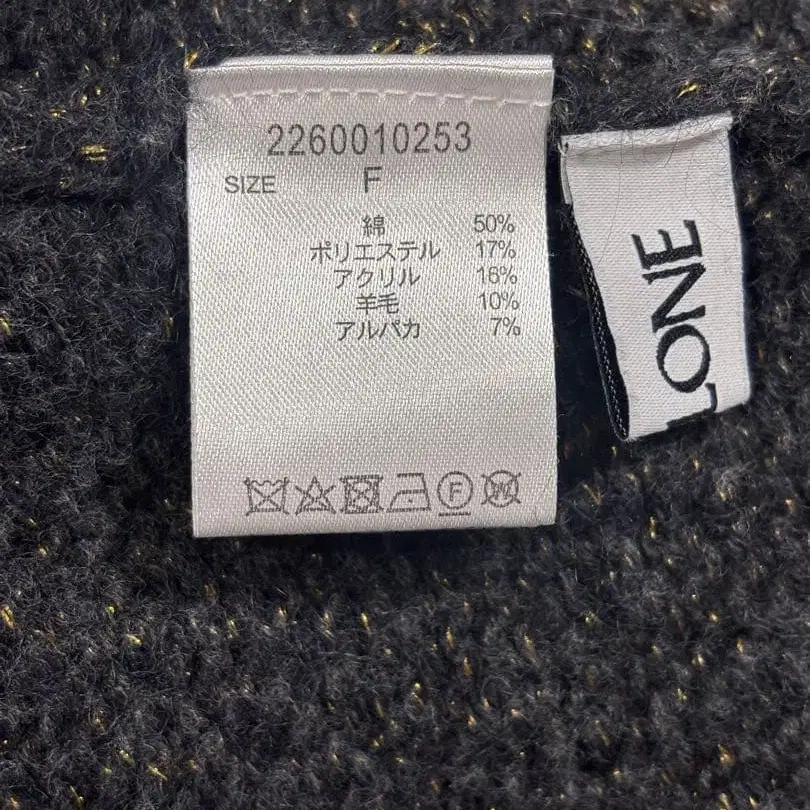 2260010253
SIZE F
綿 50%
ポリエステル 17%
アクリル 16%
羊毛 10%
アルパカ 7%
F
W
LONE